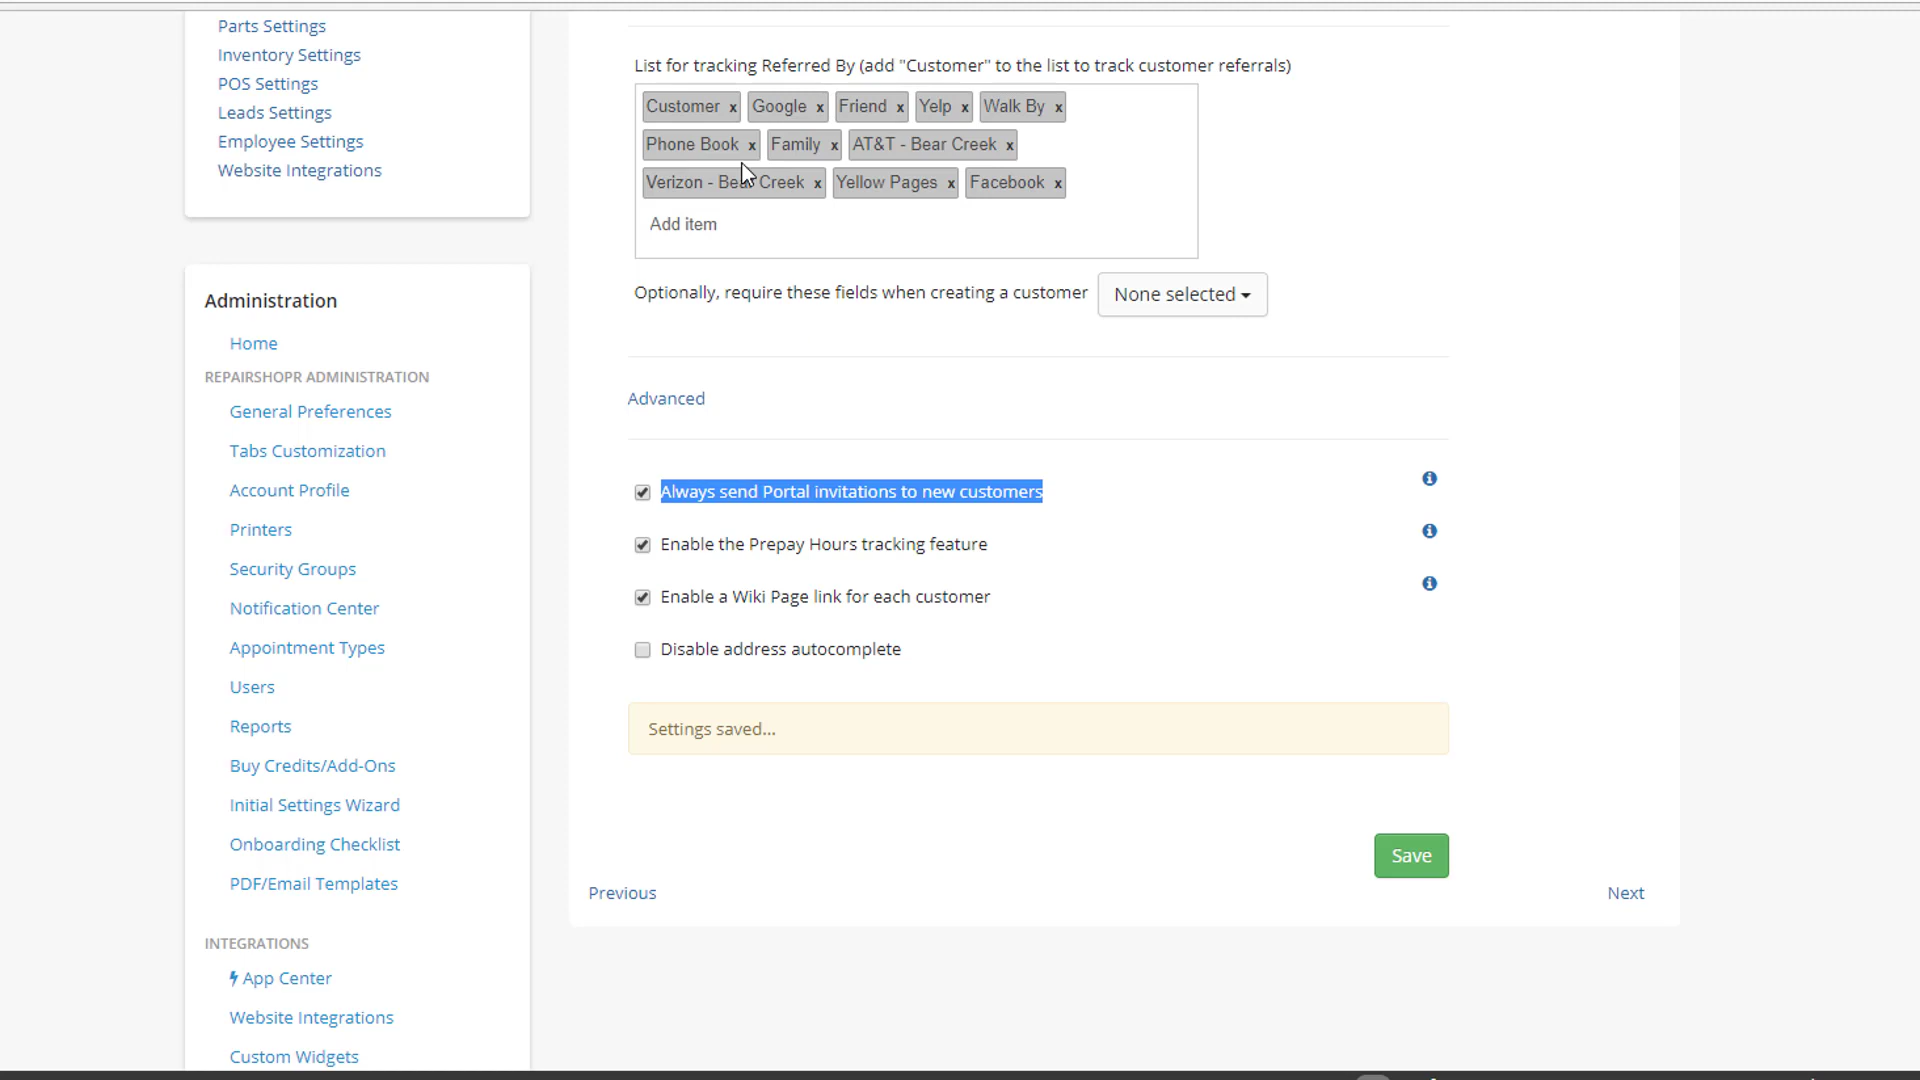 Parts Settings
Inventory Settings
POS Settings
Leads Settings
Employee Settings
Website Integrations
Administration
Home
REPAIRSHOPR ADMINISTRATION
General Preferences
Tabs Customization
Account Profile
Printers
Security Groups
Notification Center
Appointment Types
Users
Reports
Buy Credits/Add-Ons
Initial Settings Wizard
Onboarding Checklist
PDF/Email Templates
INTEGRATIONS
App Center
Website Integrations
Custom Widgets
List for tracking Referred By (add "Customer" to the list to track customer referrals)
Customer x Google x Friend x Yelp x Walk By x
Phone Book x Family x AT&T - Bear Creek x
Verizon - Bear Creek x Yellow Pages x Facebook x
Add item
Optionally, require these fields when creating a customer None selected
Advanced
Always send Portal invitations to new customers
Enable the Prepay Hours tracking feature
Enable a Wiki Page link for each customer
Disable address autocomplete
Settings saved...
Save
Previous Next